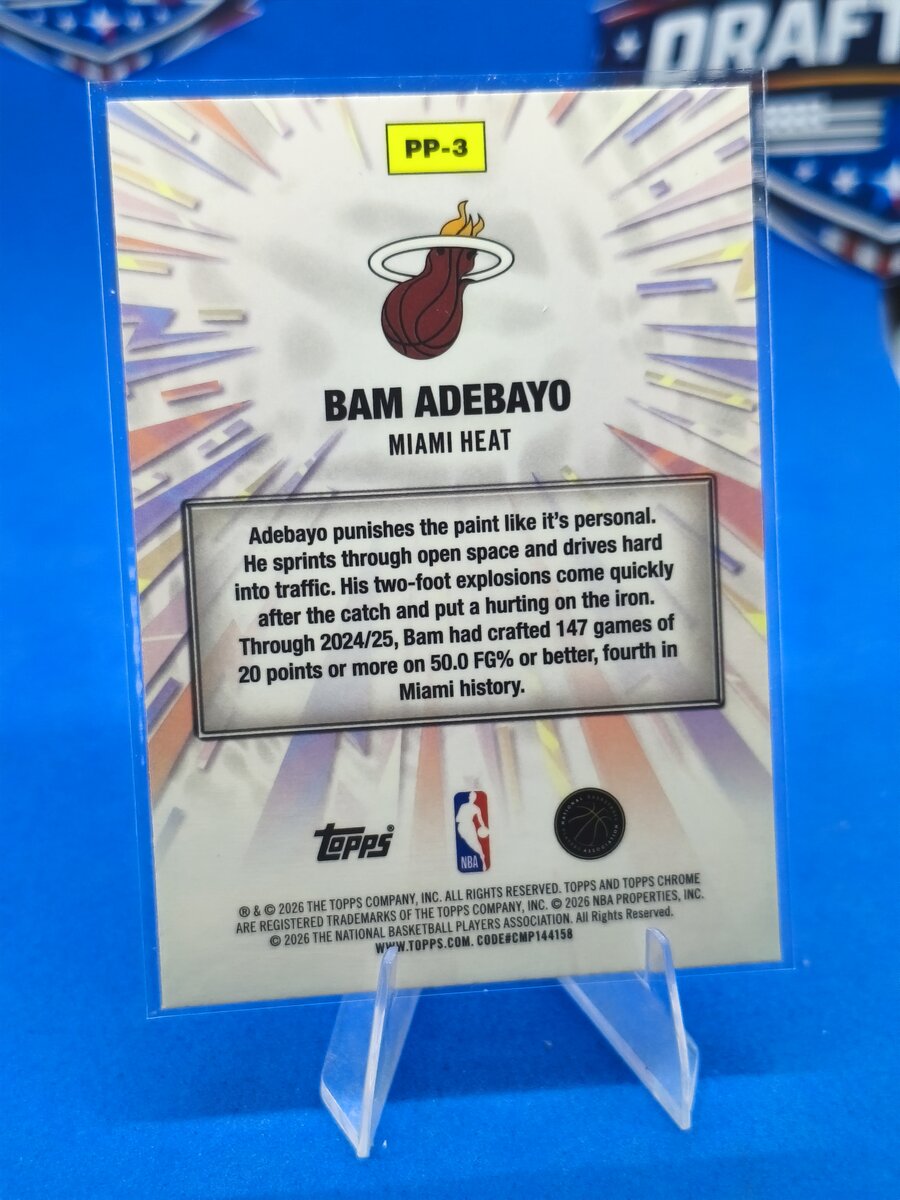 DRAFT
PP-3
BAM ADEBAYO
MIAMI HEAT
Adebayo punishes the paint like it's personal.
He sprints through open space and drives hard
into traffic. His two-foot explosions come quickly
after the catch and put a hurting on the iron.
Through 2024/25, Bam had crafted 147 games of
20 points or more on 50.0 FG% or better, fourth in
Miami history.
Topps®
NBA
NATIONAL BASKETBALL PLAYERS ASSOCIATION
® & © 2026 THE TOPPS COMPANY, INC. ALL RIGHTS RESERVED. TOPPS AND TOPPS CHROME
ARE REGISTERED TRADEMARKS OF THE TOPPS COMPANY, INC. © 2026 NBA PROPERTIES, INC.
© 2026 THE NATIONAL BASKETBALL PLAYERS ASSOCIATION. All Rights Reserved.
WWW.TOPPS.COM. CODE#CMP144158